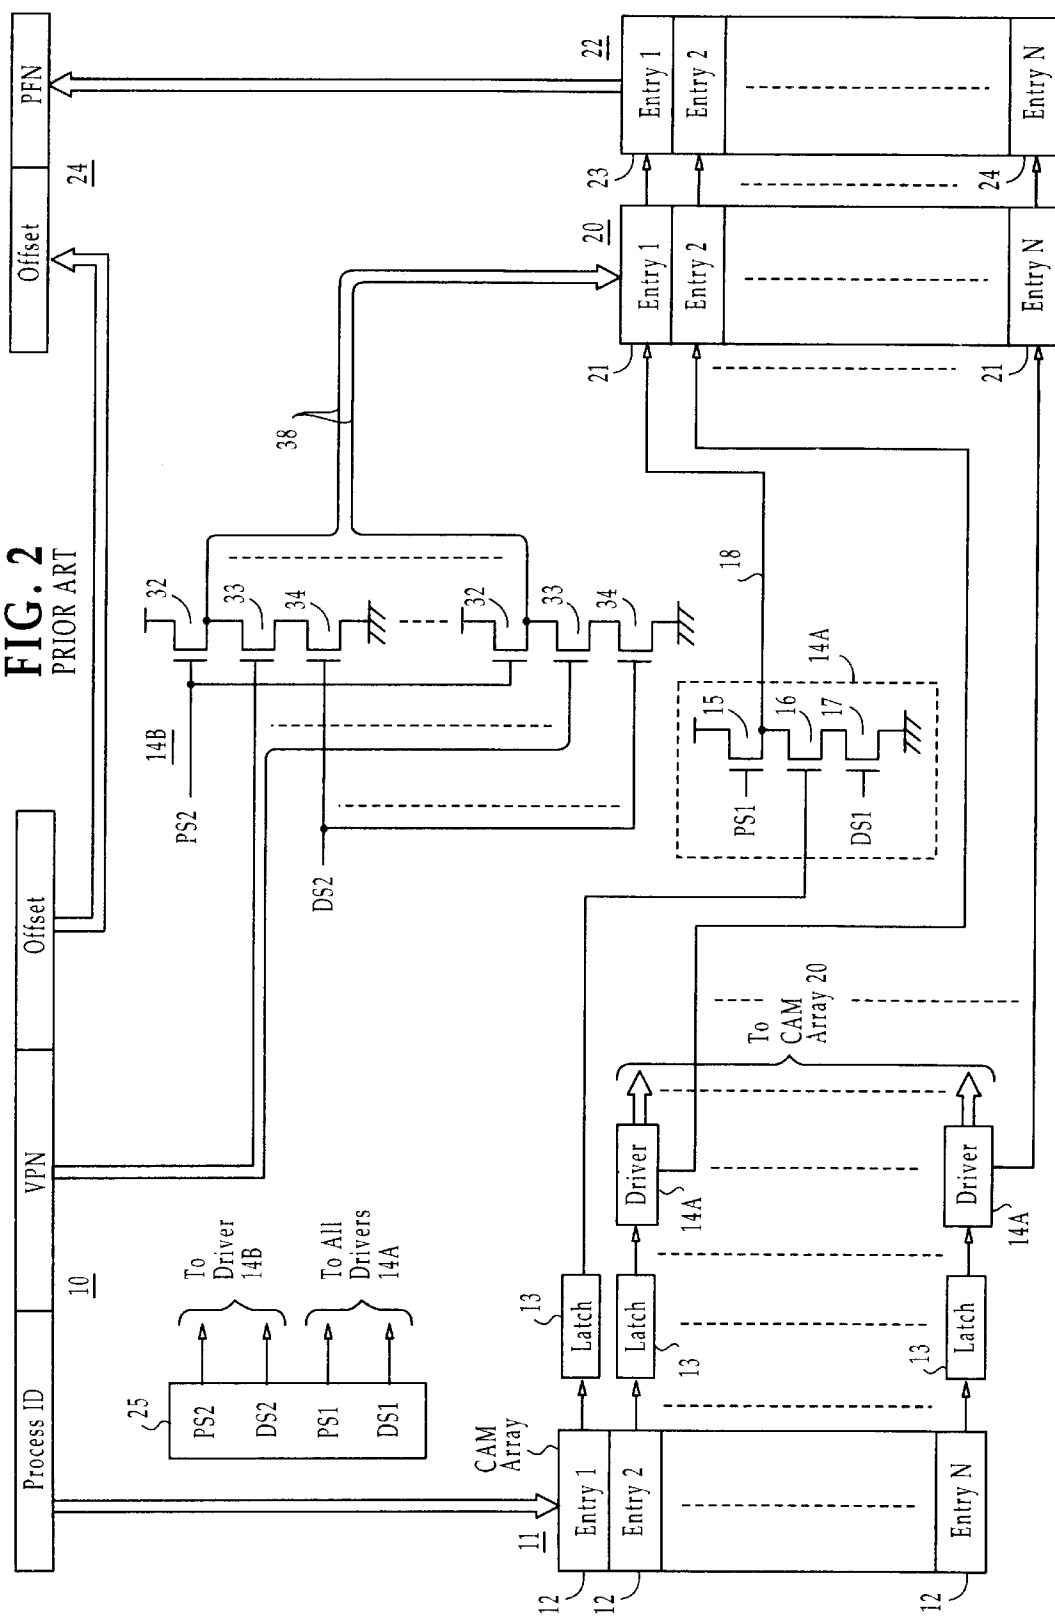 FIG. 2
PRIOR ART
Process ID
VPN
Offset
10
Offset
PFN
24
25
PS2
DS2
PS1
DS1
To
Driver
14B
To All
Drivers
14A
PS2
14B
DS2
32
33
34
32
33
34
38
11
CAM
Array
12
Entry 1
12
Entry 2
12
Entry N
13
Latch
Latch
13
13
Latch
Driver
14A
Driver
14A
To
CAM
Array 20
14A
PS1
DS1
15
16
17
18
20
21
Entry 1
Entry 2
21
Entry N
22
23
Entry 1
Entry 2
24
Entry N